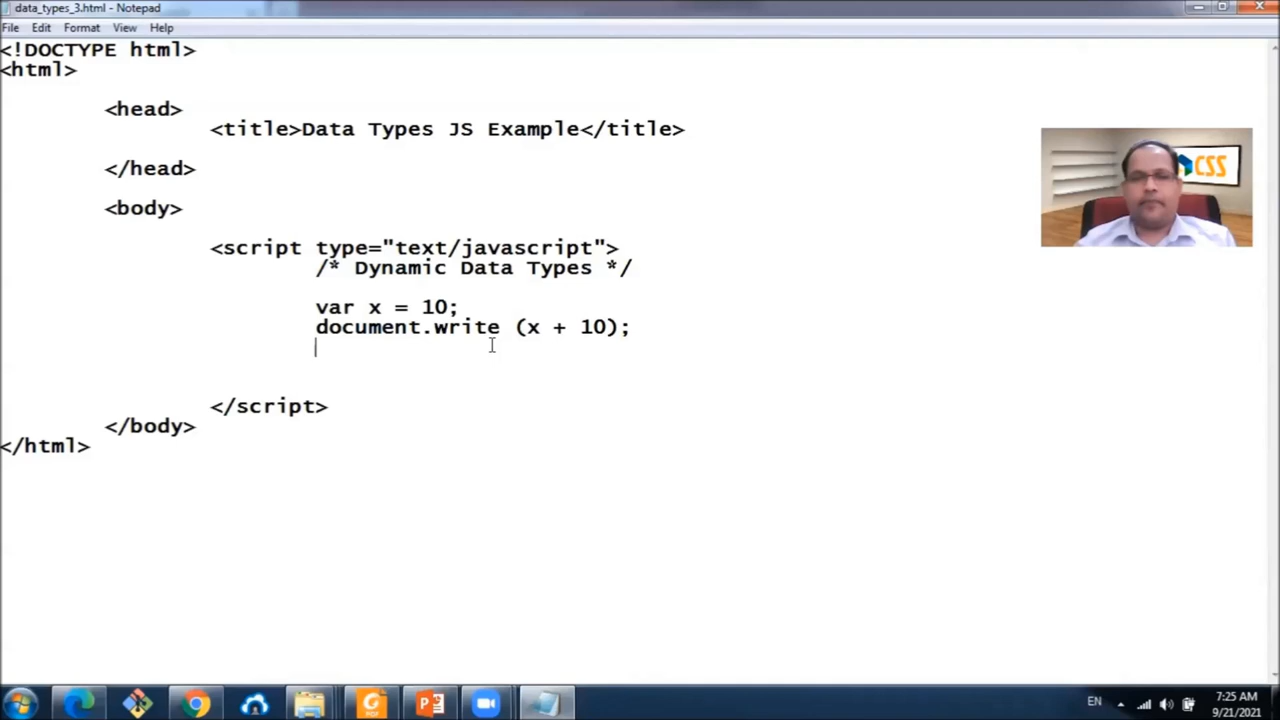 data_types_3.html - Notepad
File Edit Format View Help
<!DOCTYPE html>
<html>
<head>
<title>Data Types JS Example</title>
</head>
<body>
<script type="text/javascript">
/* Dynamic Data Types */
var x = 10;
document.write (x + 10);
</script>
</body>
</html>
CSS
EN
7:25 AM
9/21/2021